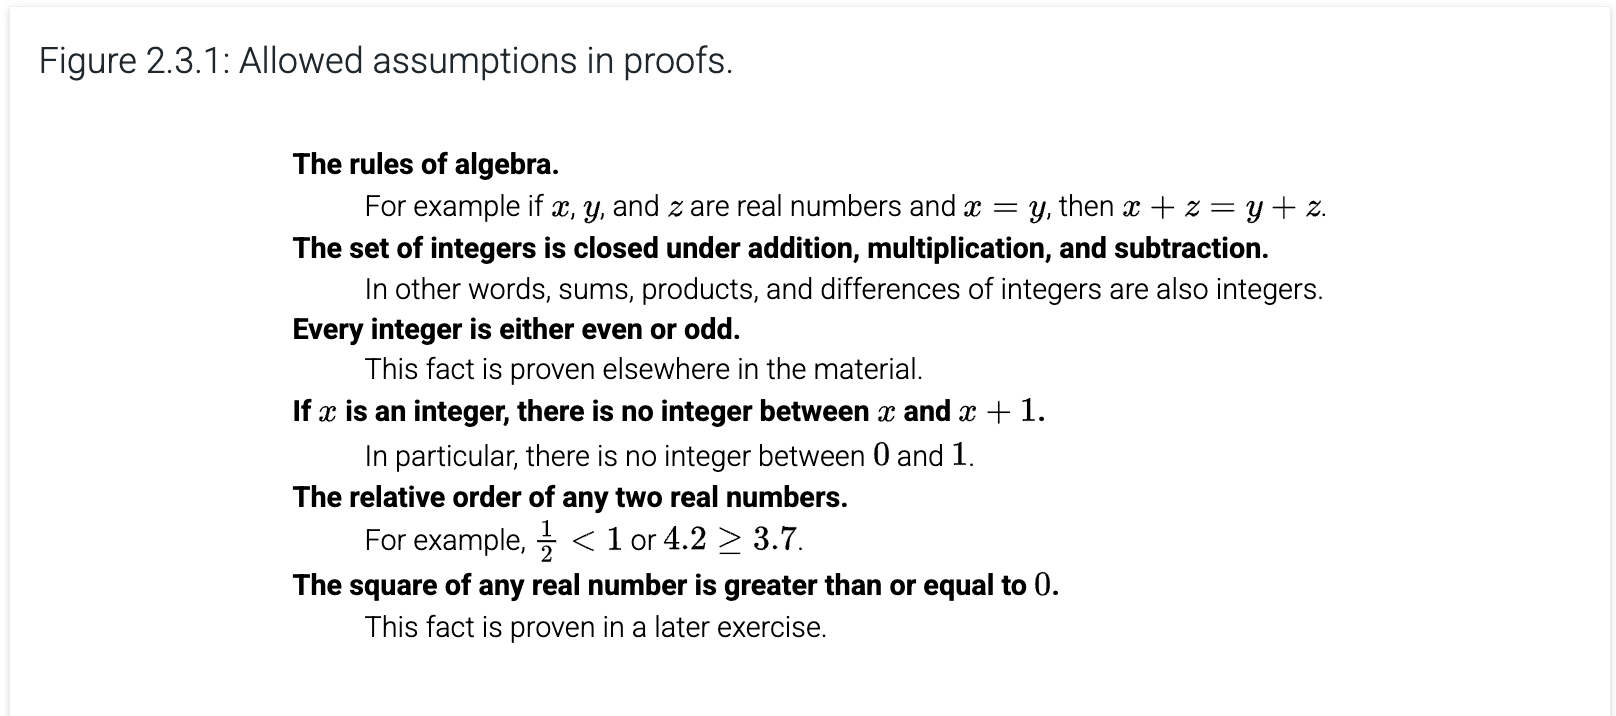 Figure 2.3.1: Allowed assumptions in proofs.
The rules of algebra.
For example if x, y, and z are real numbers and x = y, then x + z = y + z.
The set of integers is closed under addition, multiplication, and subtraction.
In other words, sums, products, and differences of integers are also integers.
Every integer is either even or odd.
This fact is proven elsewhere in the material.
If x is an integer, there is no integer between x and x + 1.
In particular, there is no integer between 0 and 1.
The relative order of any two real numbers.
For example, 1/2 < 1 or 4.2 ≥ 3.7.
The square of any real number is greater than or equal to 0.
This fact is proven in a later exercise.